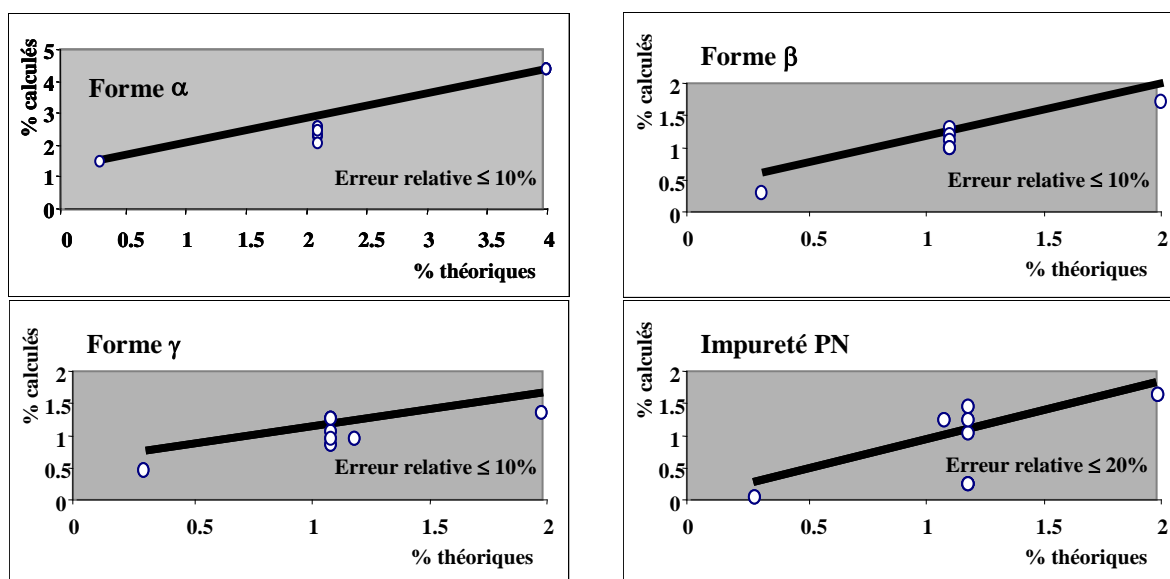 % calculés
5
4
3
2
1
0
Forme α
Erreur relative ≤ 10%
0 0.5 1 1.5 2 2.5 3 3.5 4
% théoriques
% calculés
2
1.5
1
0.5
0
Forme β
Erreur relative ≤ 10%
0 0.5 1 1.5 2
% théoriques
% calculés
2
1.5
1
0.5
0
Forme γ
Erreur relative ≤ 10%
0 0.5 1 1.5 2
% théoriques
% calculés
2
1.5
1
0.5
0
Impureté PN
Erreur relative ≤ 20%
0 0.5 1 1.5 2
% théoriques